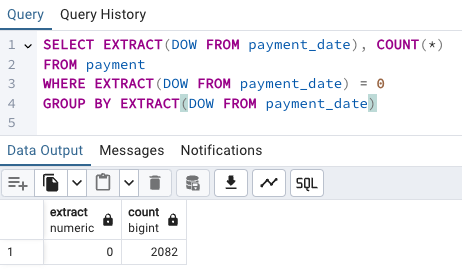 Query Query History
1 SELECT EXTRACT(DOW FROM payment_date), COUNT(*)
2 FROM payment
3 WHERE EXTRACT(DOW FROM payment_date) = 0
4 GROUP BY EXTRACT(DOW FROM payment_date)
5
Data Output Messages Notifications
SQL
extract count
numeric bigint
1 0 2082